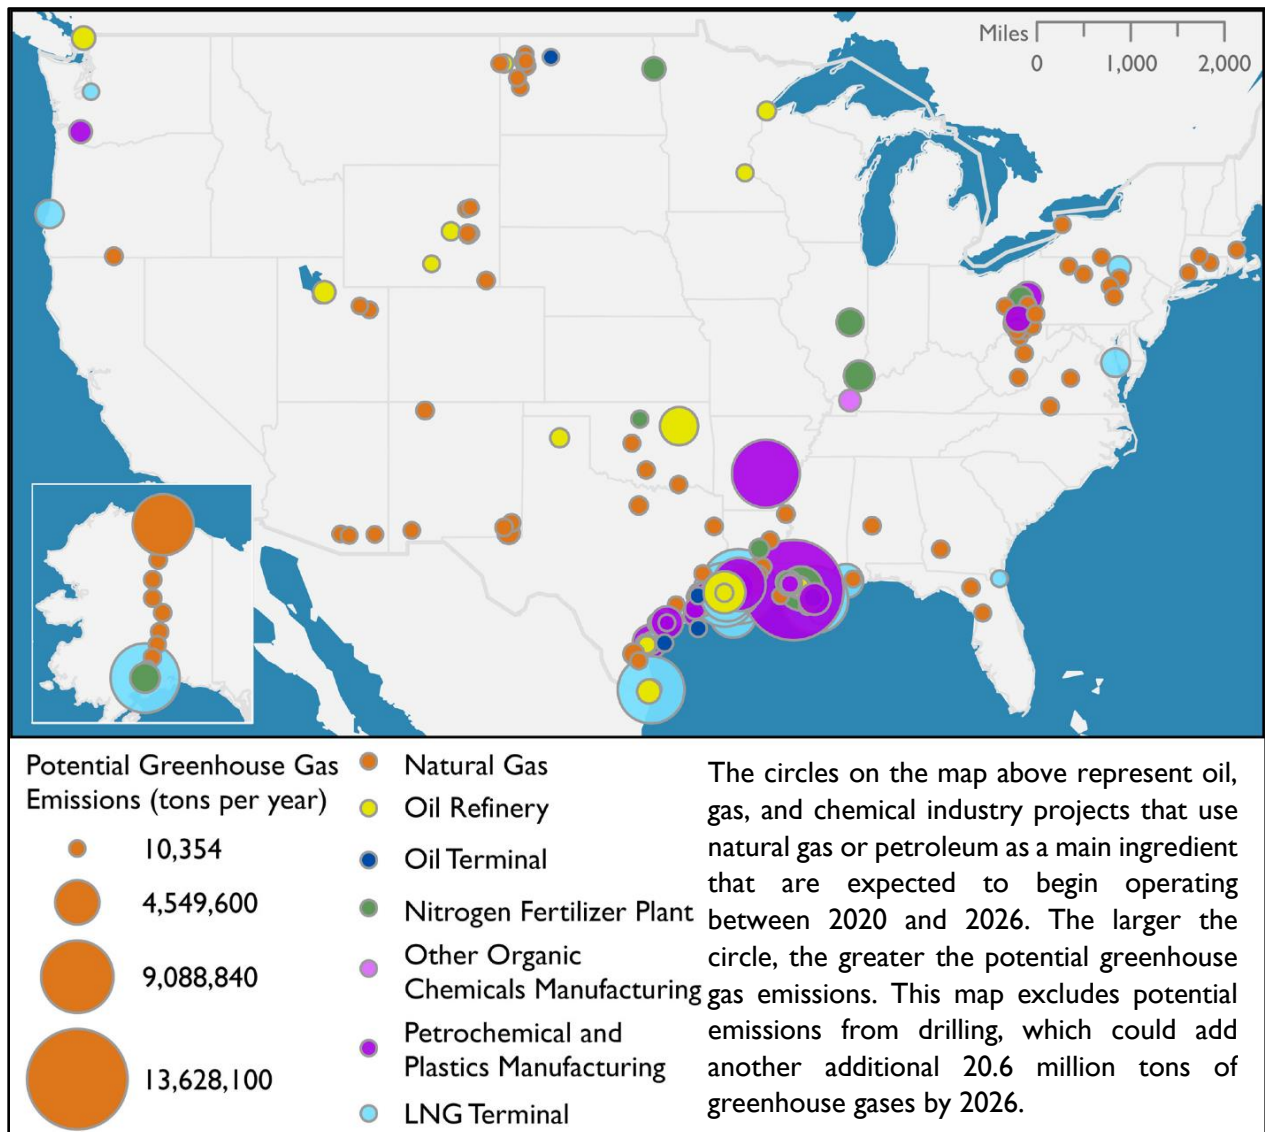 Miles
0 1,000 2,000
Potential Greenhouse Gas
Emissions (tons per year)
10,354
4,549,600
9,088,840
13,628,100
Natural Gas
Oil Refinery
Oil Terminal
Nitrogen Fertilizer Plant
Other Organic
Chemicals Manufacturing
Petrochemical and
Plastics Manufacturing
LNG Terminal
The circles on the map above represent oil,
gas, and chemical industry projects that use
natural gas or petroleum as a main ingredient
that are expected to begin operating
between 2020 and 2026. The larger the
circle, the greater the potential greenhouse
gas emissions. This map excludes potential
emissions from drilling, which could add
another additional 20.6 million tons of
greenhouse gases by 2026.